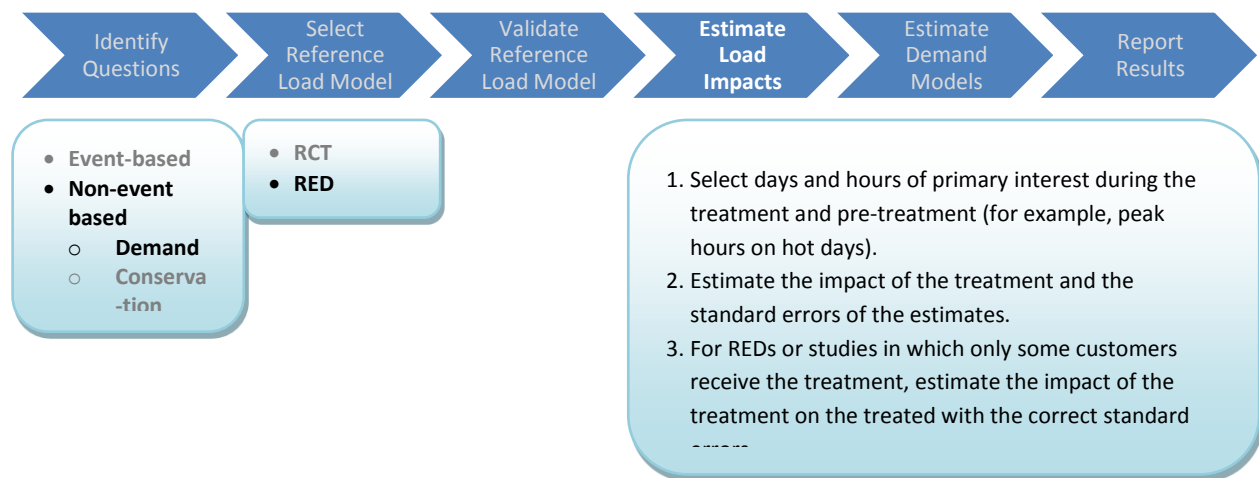 Identify
Questions
Select
Reference
Load Model
Validate
Reference
Load Model
Estimate
Load
Impacts
Estimate
Demand
Models
Report
Results
• Event-based
• Non-event
based
o Demand
o Conserva
-tion
• RCT
• RED
1. Select days and hours of primary interest during the
treatment and pre-treatment (for example, peak
hours on hot days).
2. Estimate the impact of the treatment and the
standard errors of the estimates.
3. For REDs or studies in which only some customers
receive the treatment, estimate the impact of the
treatment on the treated with the correct standard